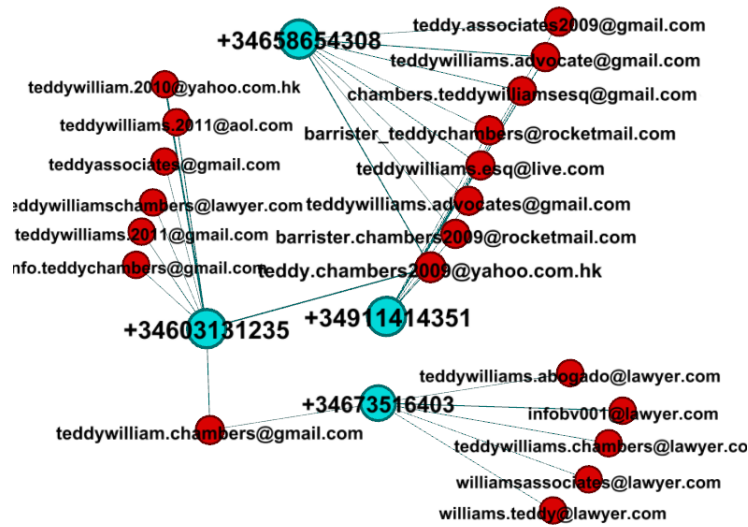 teddy.associates2009@gmail.com
+34658654308
teddywilliams.advocate@gmail.com
teddywilliam.2010@yahoo.com.hk
chambers.teddywilliamsesq@gmail.com
teddywilliams.2011@aol.com
barrister_teddychambers@rocketmail.com
teddyassociates@gmail.com
teddywilliams.esq@live.com
eddywilliamschambers@lawyer.com
teddywilliams.advocates@gmail.com
teddywilliams.2011@gmail.com
barrister.chambers2009@rocketmail.com
nfo.teddychambers@gmail.com
teddy.chambers2009@yahoo.com.hk
+34603131235
+34911414351
teddywilliams.abogado@lawyer.com
+34673516403
infobv001@lawyer.com
teddywilliam.chambers@gmail.com
teddywilliams.chambers@lawyer.co
williamsassociates@lawyer.com
williams.teddy@lawyer.com